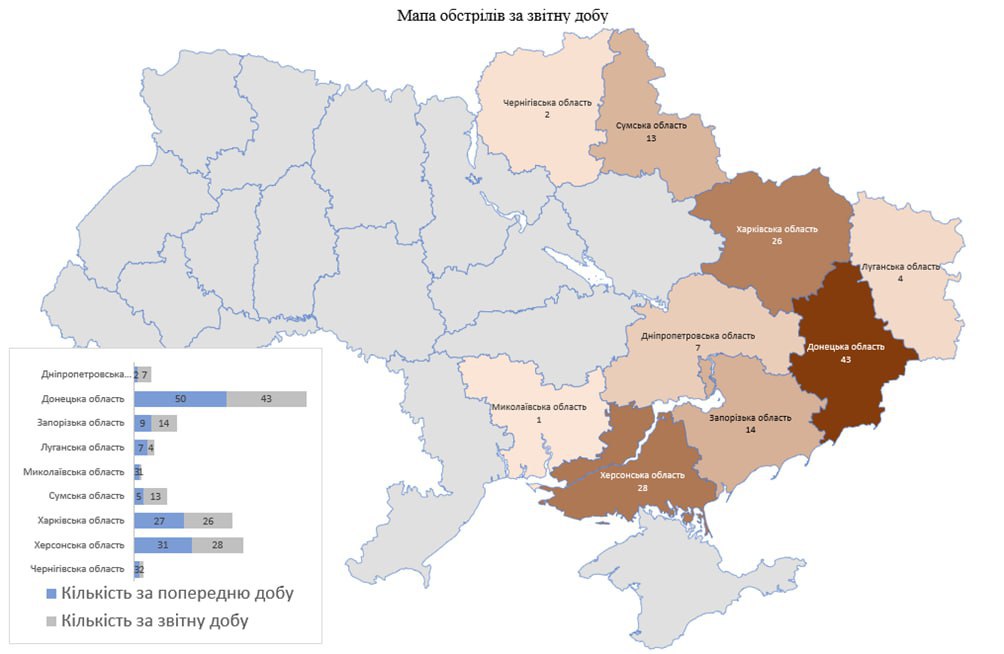 Мапа обстрілів за звітну добу
Чернігівська область
2
Сумська область
13
Харківська область
26
Луганська область
4
Дніпропетровська область
7
Донецька область
43
Миколаївська область
1
Запорізька область
14
Херсонська область
28
Дніпропетровська... 2 7
Донецька область 50 43
Запорізька область 9 14
Луганська область 7 4
Миколаївська область 3 1
Сумська область 5 13
Харківська область 27 26
Херсонська область 31 28
Чернігівська область 3 2
Кількість за попередню добу
Кількість за звітну добу